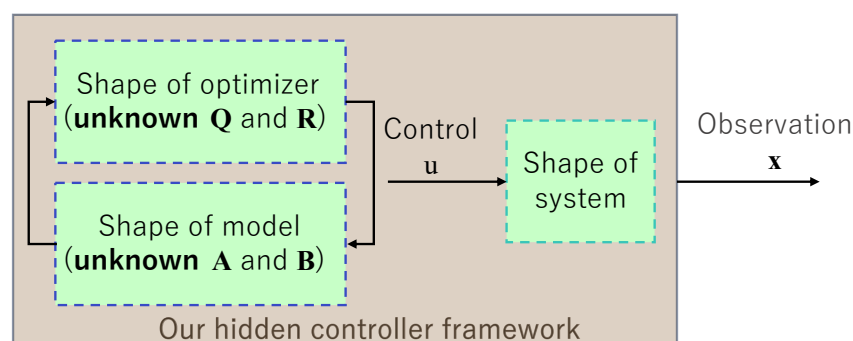 Shape of optimizer
(unknown Q and R)
Shape of model
(unknown A and B)
Control
u
Shape of
system
Observation
x
Our hidden controller framework